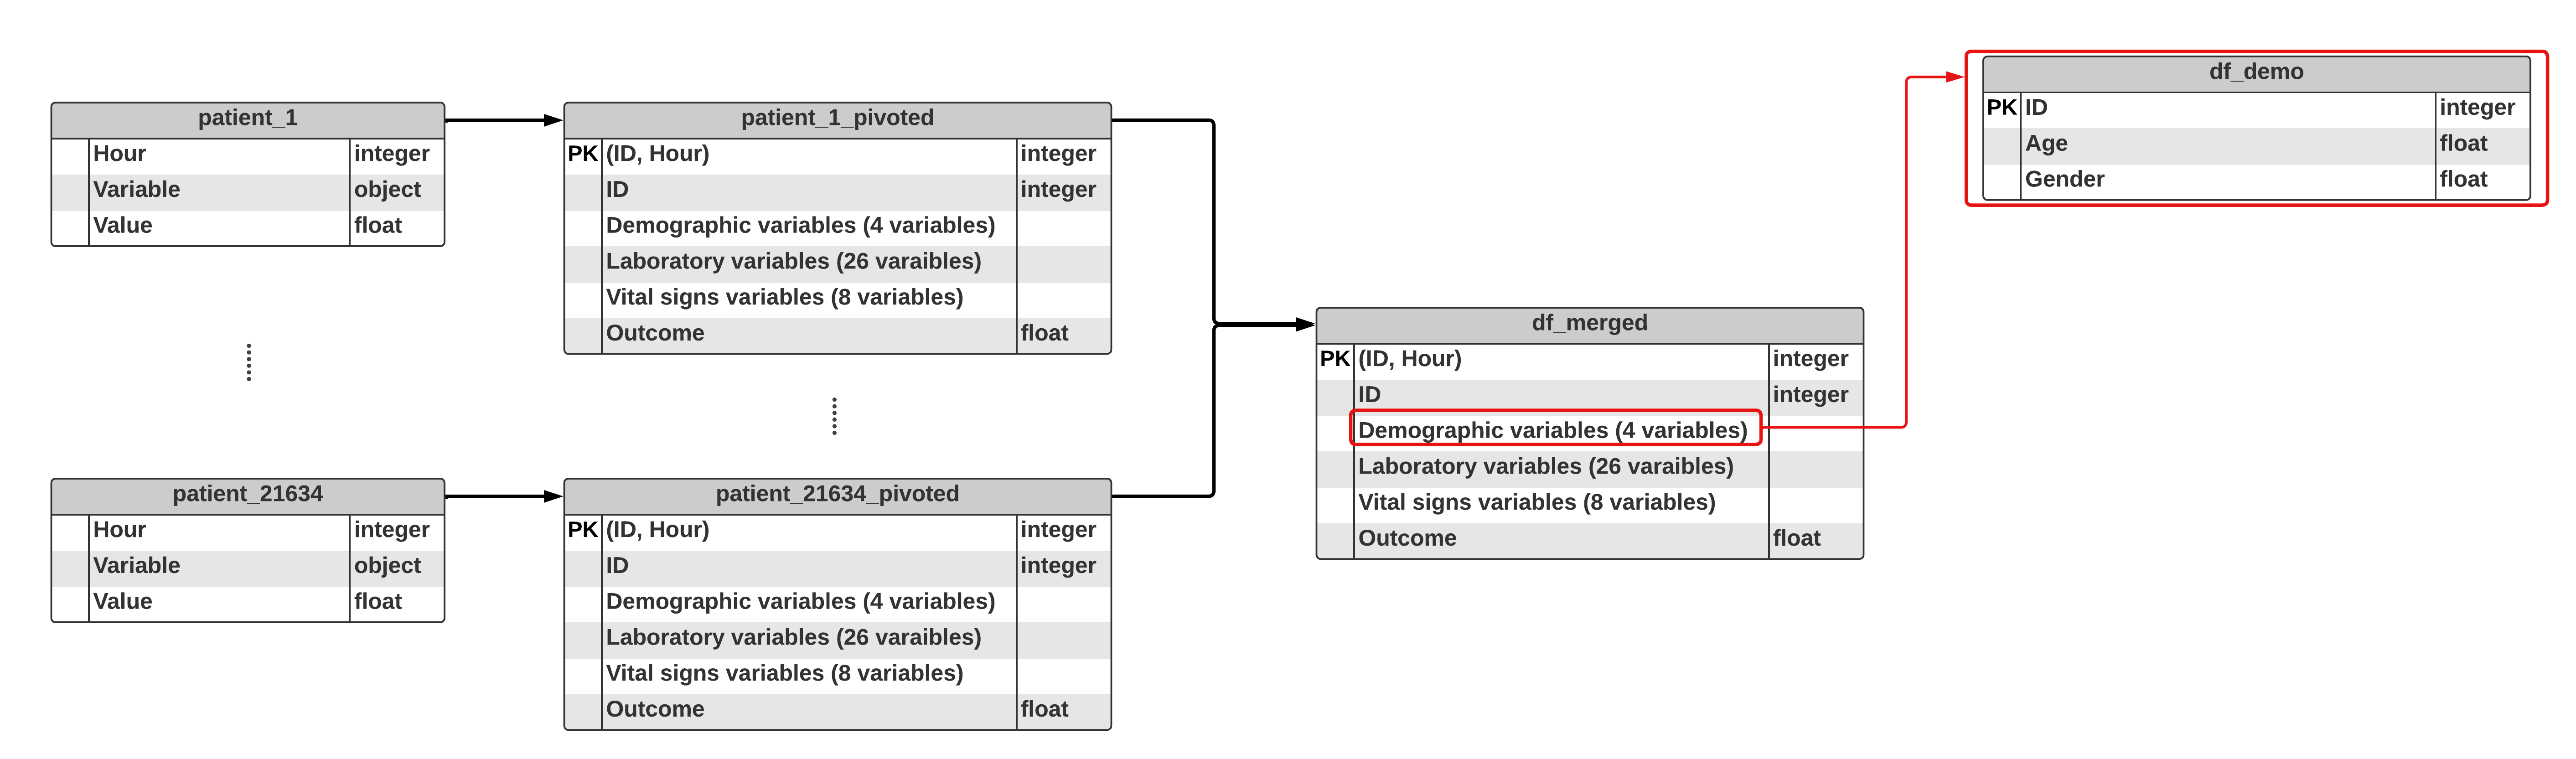 patient_1
Hour integer
Variable object
Value float
patient_21634
Hour integer
Variable object
Value float
patient_1_pivoted
PK (ID, Hour) integer
ID integer
Demographic variables (4 variables)
Laboratory variables (26 varaibles)
Vital signs variables (8 variables)
Outcome float
patient_21634_pivoted
PK (ID, Hour) integer
ID integer
Demographic variables (4 variables)
Laboratory variables (26 varaibles)
Vital signs variables (8 variables)
Outcome float
df_merged
PK (ID, Hour) integer
ID integer
Demographic variables (4 variables)
Laboratory variables (26 varaibles)
Vital signs variables (8 variables)
Outcome float
df_demo
PK ID integer
Age float
Gender float